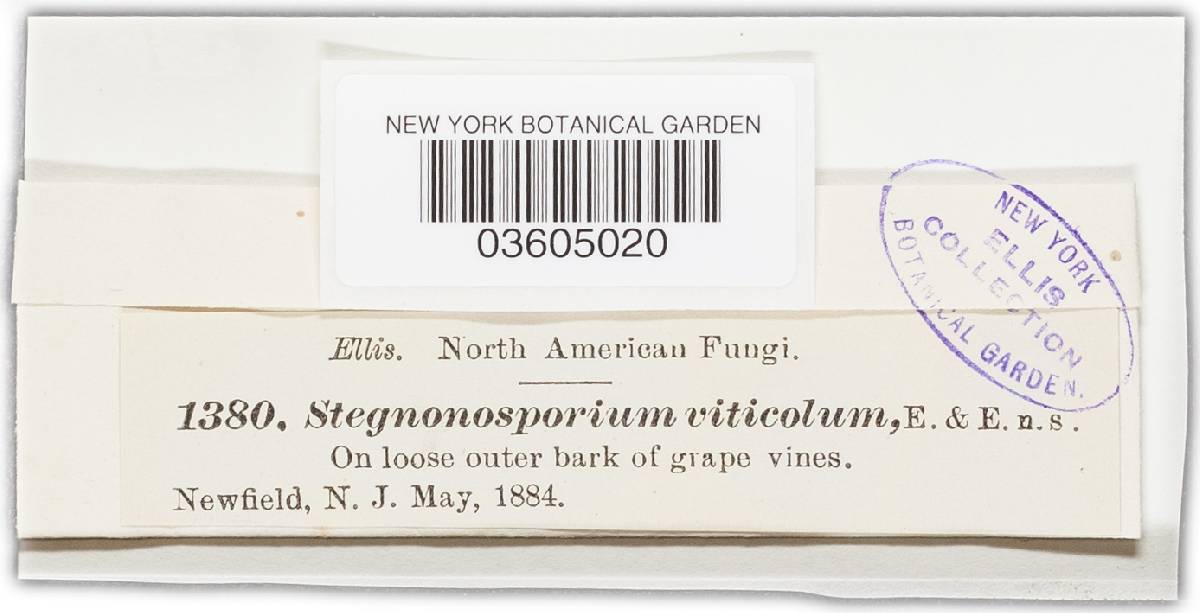 NEW YORK BOTANICAL GARDEN
03605020
NEW YORK
ELLIS
COLLECTION
BOTANICAL GARDEN.
Ellis. North American Fungi.
1380. Stegnonosporium viticolum, E. & E. n. s.
On loose outer bark of grape vines.
Newfield, N. J. May, 1884.